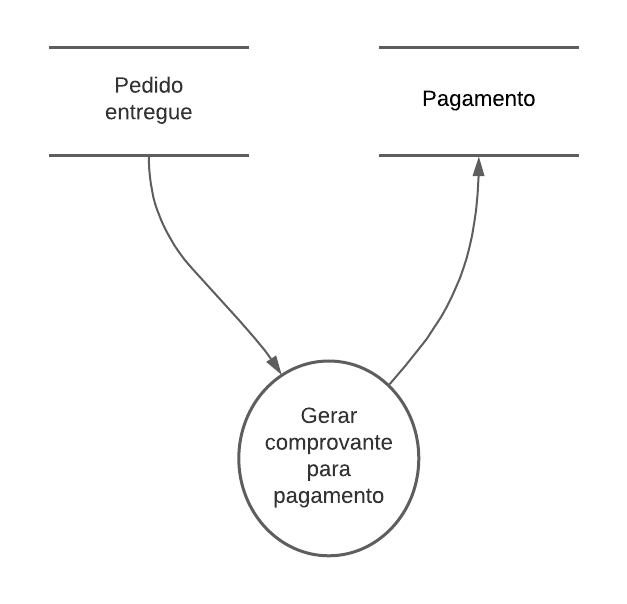 Pedido
entregue
Pagamento
Gerar
comprovante
para
pagamento